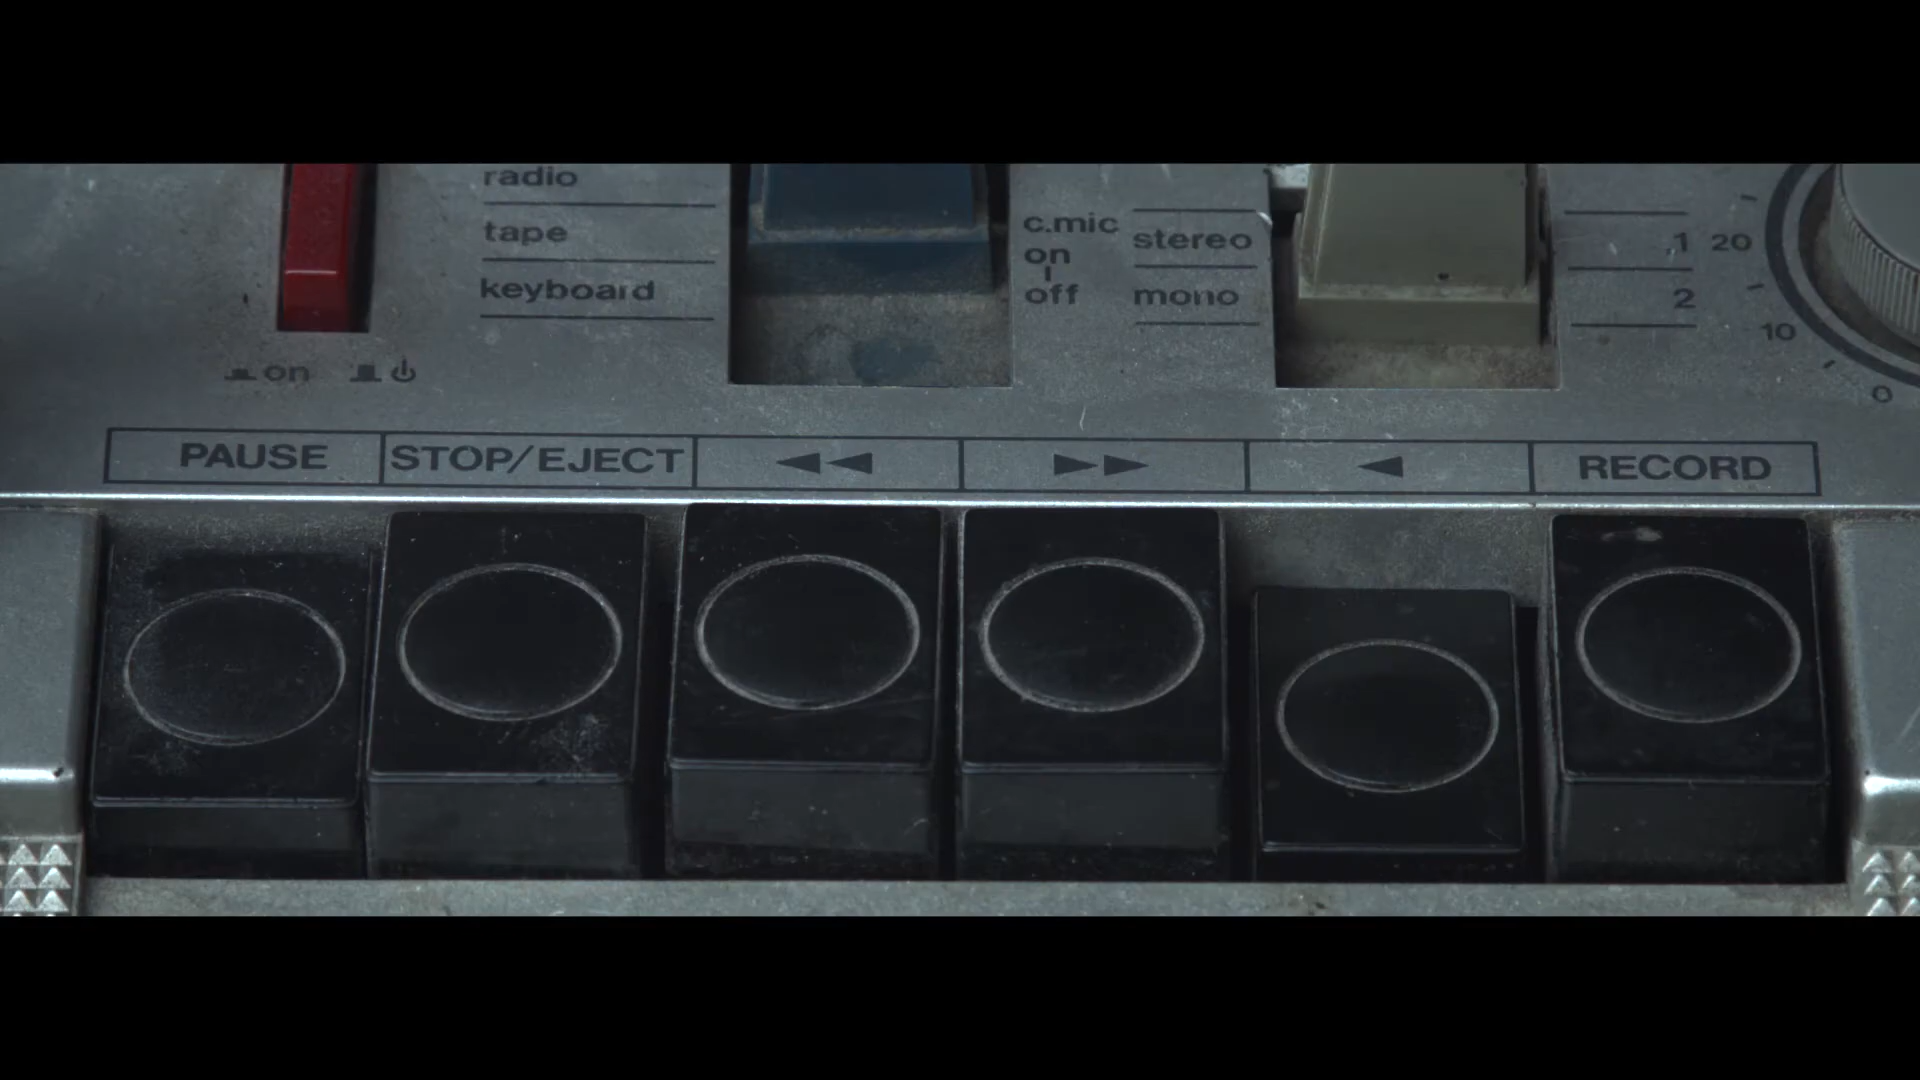 radio
tape
keyboard
c.mic
on
off
stereo
mono
.1
2
20
10
0
on
PAUSE
STOP/EJECT
RECORD